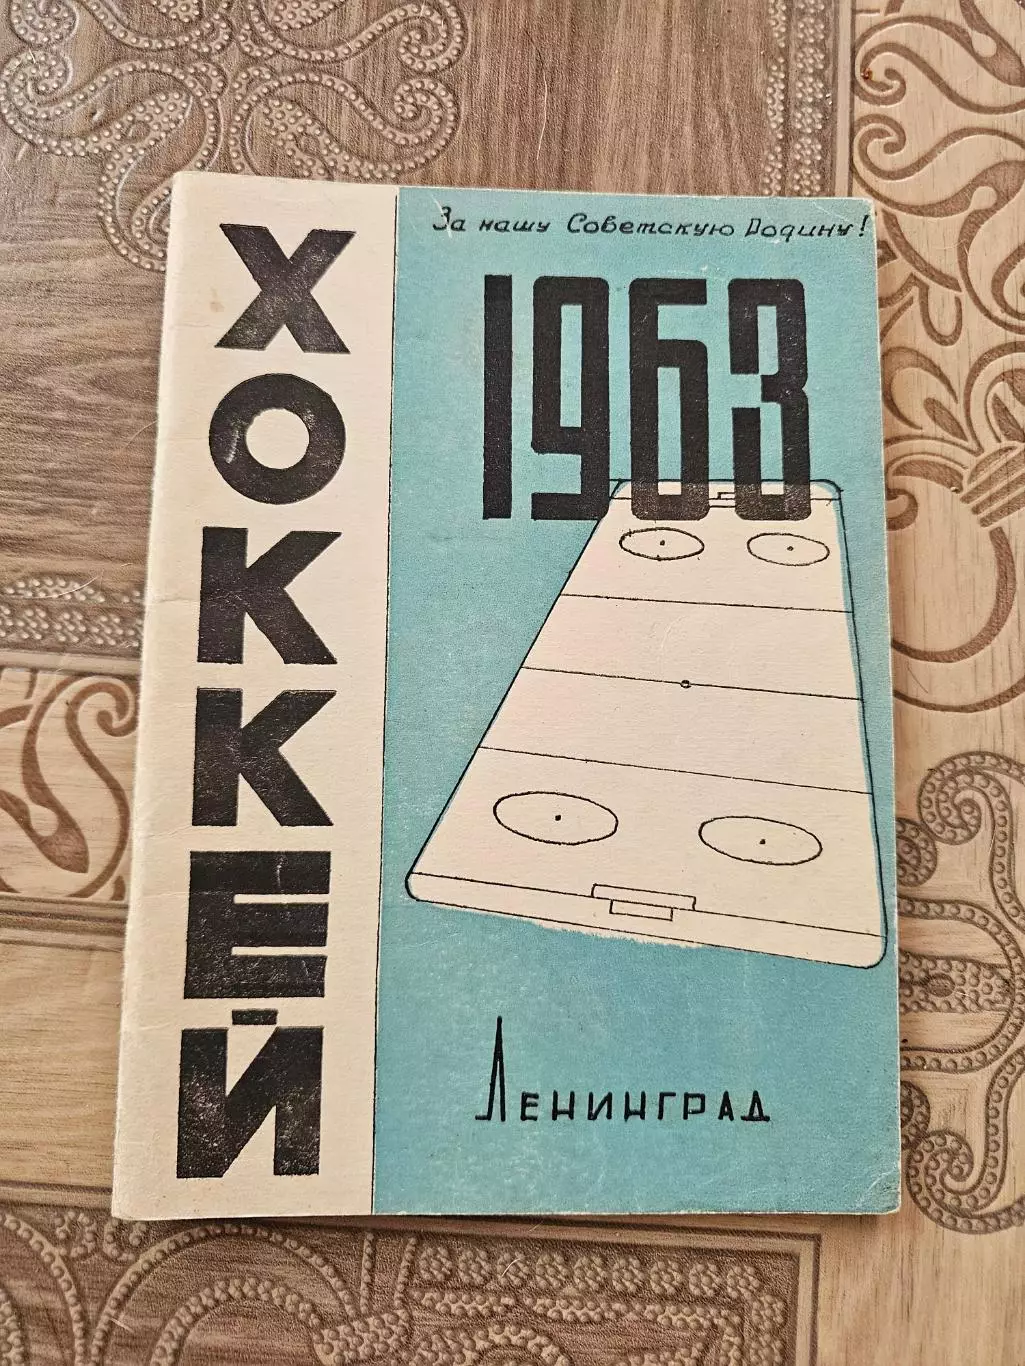 ХОККЕЙ
За нашу Советскую Родину!
1963
Ленинград